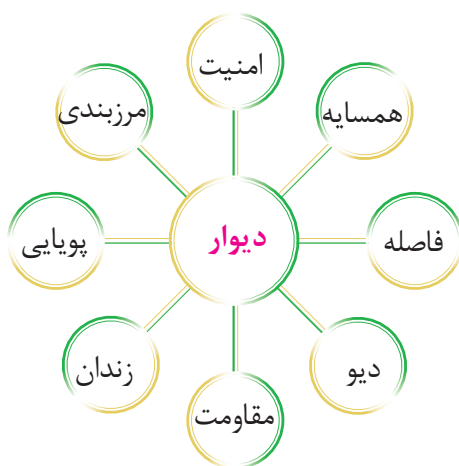 امنیت
همسایه
مرزبندی
دیوار
فاصله
پویایی
دیو
زندان
مقاومت